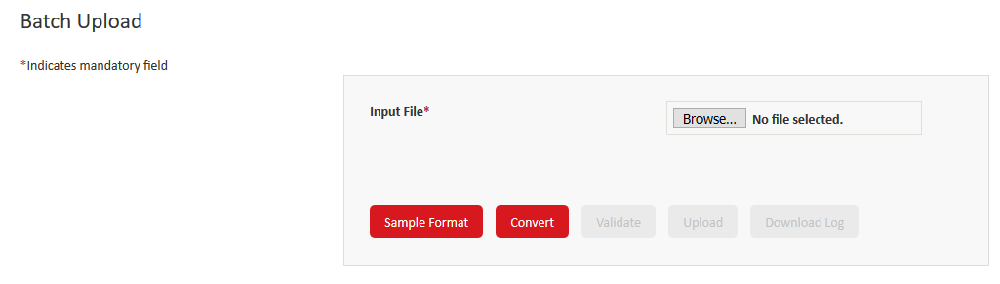 Batch Upload
*Indicates mandatory field
Input File*
Browse... No file selected.
Sample Format Convert Validate Upload Download Log